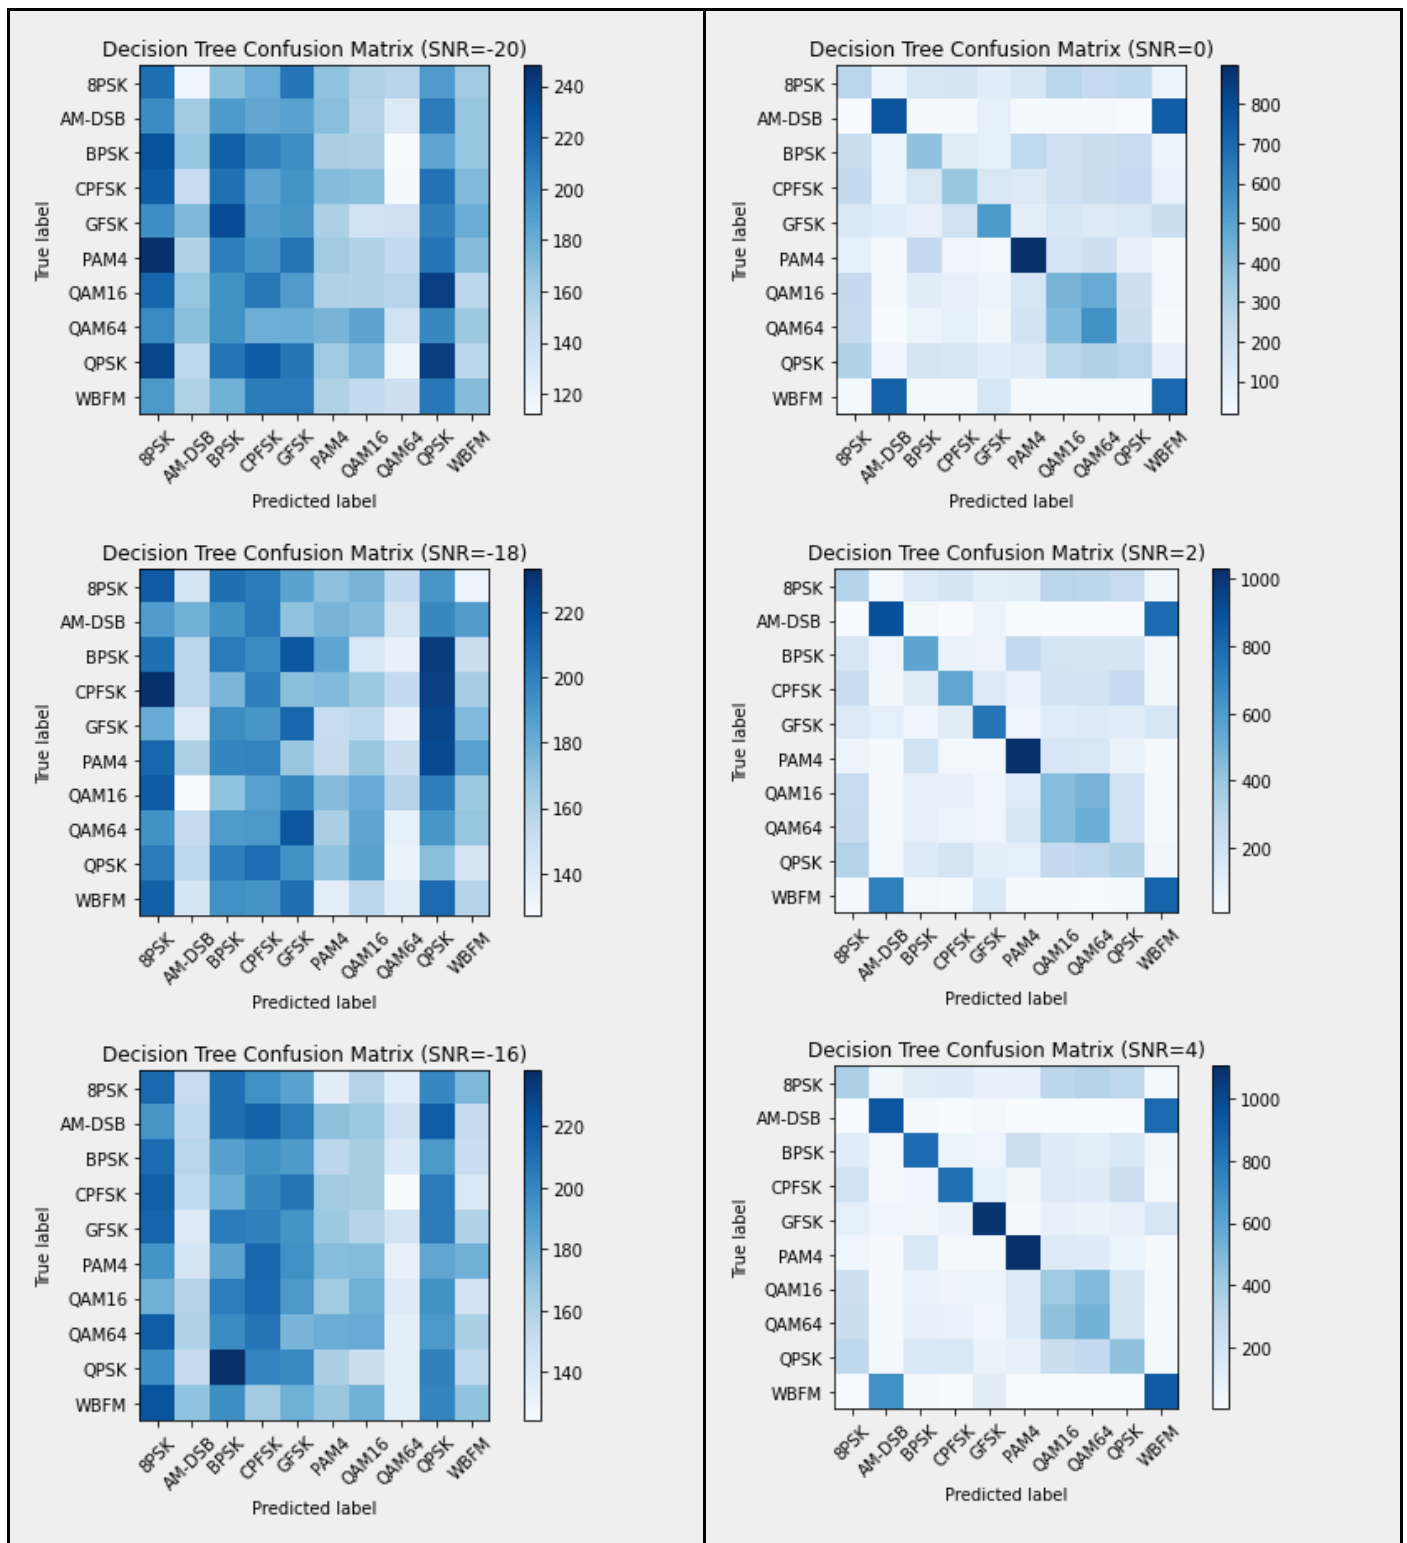 Decision Tree Confusion Matrix (SNR=-20)
8PSK
AM-DSB
BPSK
CPFSK
GFSK
PAM4
QAM16
QAM64
QPSK
WBFM
True label
8PSK
AM-DSB
BPSK
CPFSK
GFSK
PAM4
QAM16
QAM64
QPSK
WBFM
Predicted label
240
220
200
180
160
140
120
Decision Tree Confusion Matrix (SNR=-18)
8PSK
AM-DSB
BPSK
CPFSK
GFSK
PAM4
QAM16
QAM64
QPSK
WBFM
True label
8PSK
AM-DSB
BPSK
CPFSK
GFSK
PAM4
QAM16
QAM64
QPSK
WBFM
Predicted label
220
200
180
160
140
Decision Tree Confusion Matrix (SNR=-16)
8PSK
AM-DSB
BPSK
CPFSK
GFSK
PAM4
QAM16
QAM64
QPSK
WBFM
True label
8PSK
AM-DSB
BPSK
CPFSK
GFSK
PAM4
QAM16
QAM64
QPSK
WBFM
Predicted label
220
200
180
160
140
Decision Tree Confusion Matrix (SNR=0)
8PSK
AM-DSB
BPSK
CPFSK
GFSK
PAM4
QAM16
QAM64
QPSK
WBFM
True label
8PSK
AM-DSB
BPSK
CPFSK
GFSK
PAM4
QAM16
QAM64
QPSK
WBFM
Predicted label
800
700
600
500
400
300
200
100
Decision Tree Confusion Matrix (SNR=2)
8PSK
AM-DSB
BPSK
CPFSK
GFSK
PAM4
QAM16
QAM64
QPSK
WBFM
True label
8PSK
AM-DSB
BPSK
CPFSK
GFSK
PAM4
QAM16
QAM64
QPSK
WBFM
Predicted label
1000
800
600
400
200
Decision Tree Confusion Matrix (SNR=4)
8PSK
AM-DSB
BPSK
CPFSK
GFSK
PAM4
QAM16
QAM64
QPSK
WBFM
True label
8PSK
AM-DSB
BPSK
CPFSK
GFSK
PAM4
QAM16
QAM64
QPSK
WBFM
Predicted label
1000
800
600
400
200